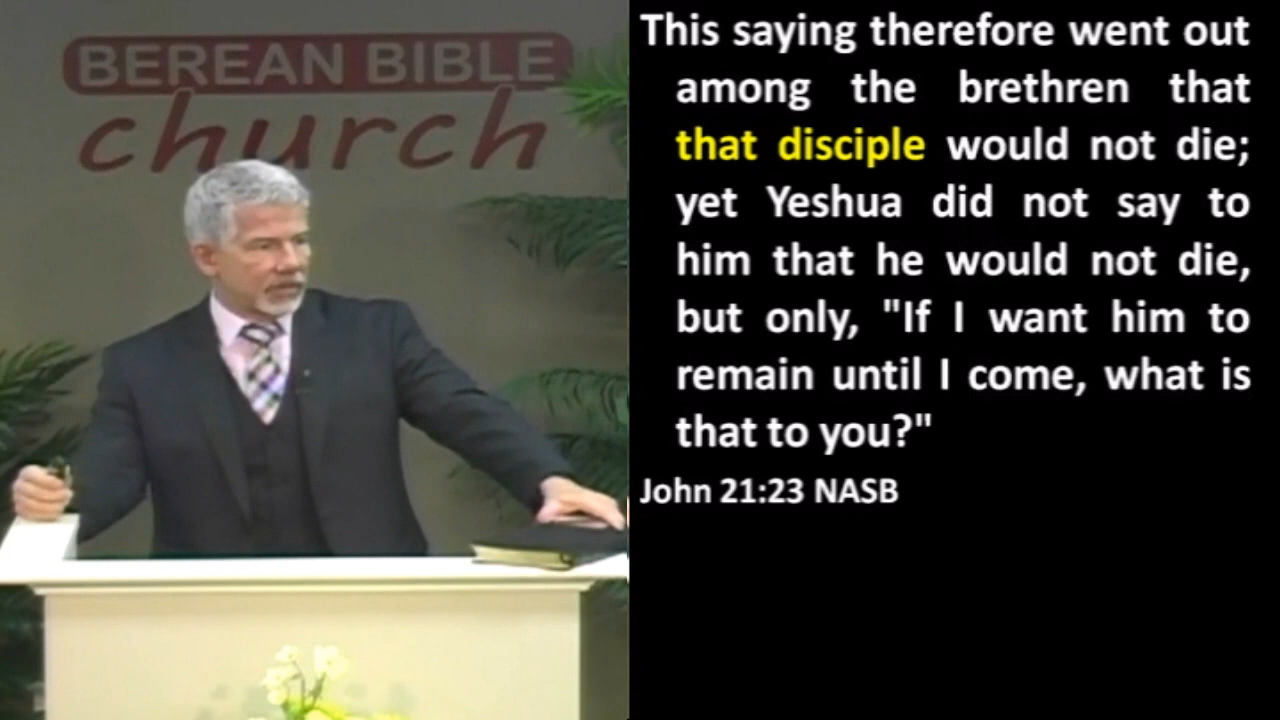 BEREAN BIBLE
church
This saying therefore went out
among the brethren that
that disciple would not die;
yet Yeshua did not say to
him that he would not die,
but only, "If I want him to
remain until I come, what is
that to you?"
John 21:23 NASB